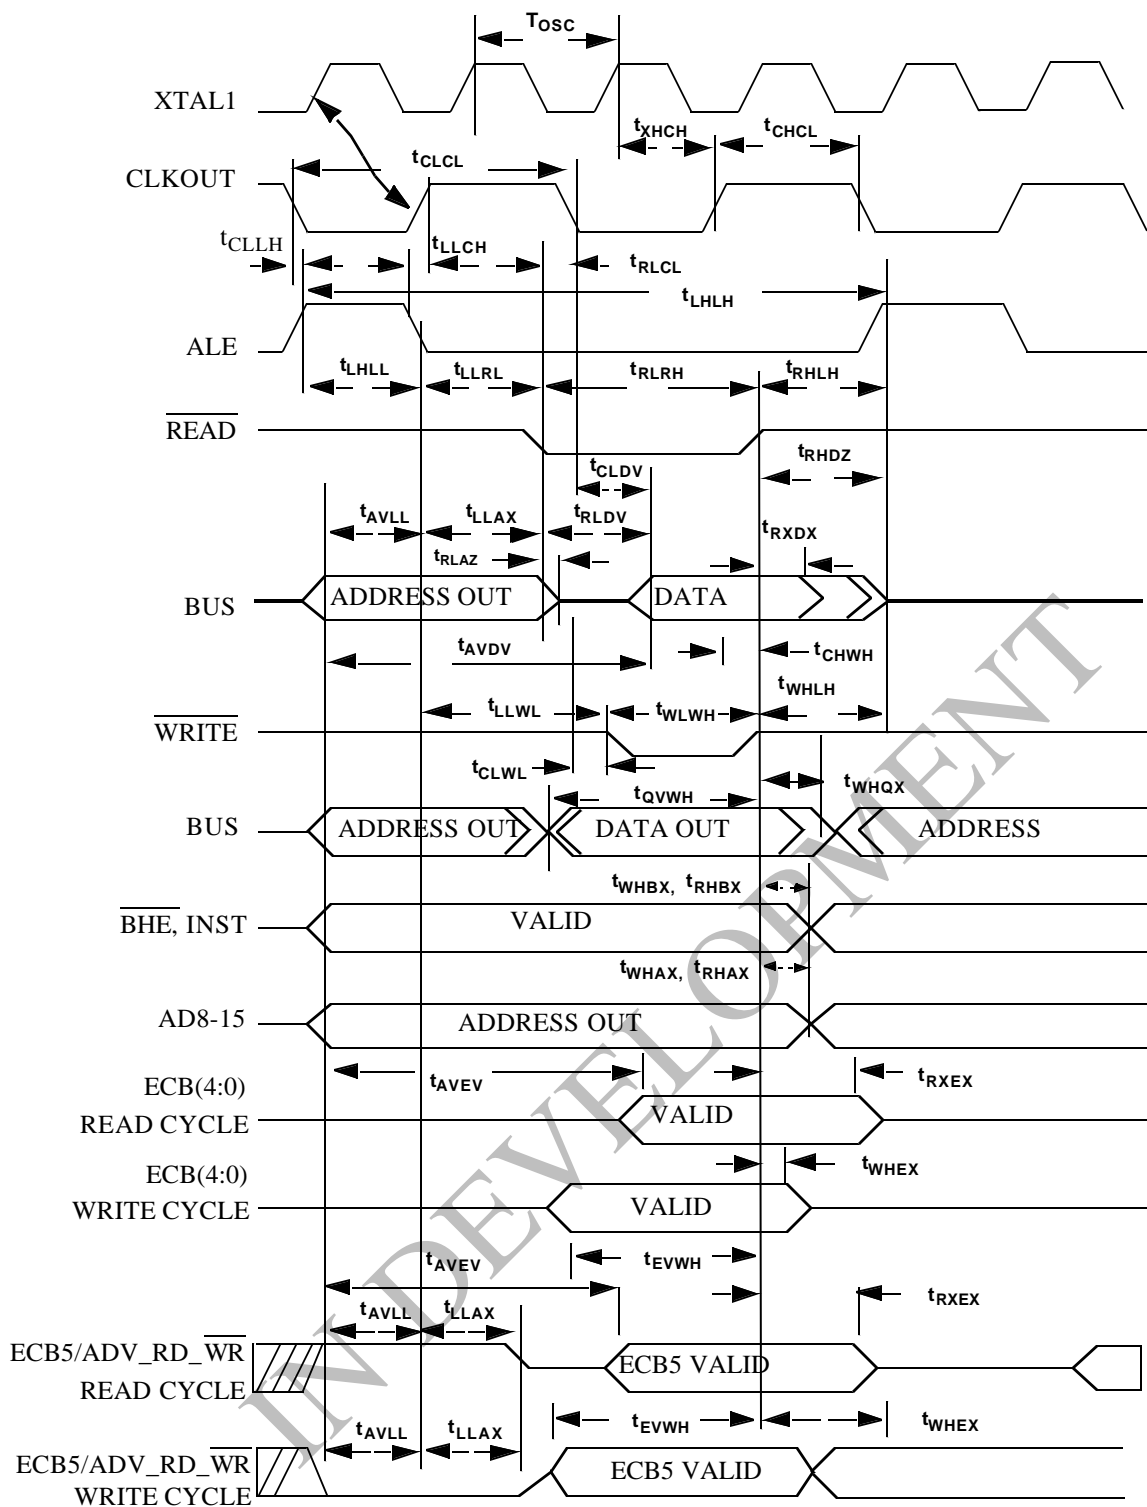 TOSC
XTAL1
tXHCH
tCHCL
tCLCL
CLKOUT
tCLLH
tLLCH
tRLCL
tLHLH
ALE
tLHLL
tLLRL
tRLRH
tRHLH
READ
tRHDZ
tCLDV
tAVLL
tLLAX
tRLDV
tRXDX
tRLAZ
BUS
ADDRESS OUT
DATA
tAVDV
tCHWH
tWHLH
tLLWL
tWLWH
WRITE
tCLWL
tWHQX
tQVWH
BUS
ADDRESS OUT
DATA OUT
ADDRESS
tWHBX, tRHBX
BHE, INST
VALID
tWHAX, tRHAX
AD8-15
ADDRESS OUT
tAVEV
tRXEX
ECB(4:0)
READ CYCLE
VALID
tWHEX
ECB(4:0)
WRITE CYCLE
VALID
tAVEV
tEVWH
tRXEX
tAVLL
tLLAX
ECB5/ADV_RD_WR
READ CYCLE
ECB5 VALID
tEVWH
tWHEX
tAVLL
tLLAX
ECB5/ADV_RD_WR
WRITE CYCLE
ECB5 VALID
IN DEVELOPMENT